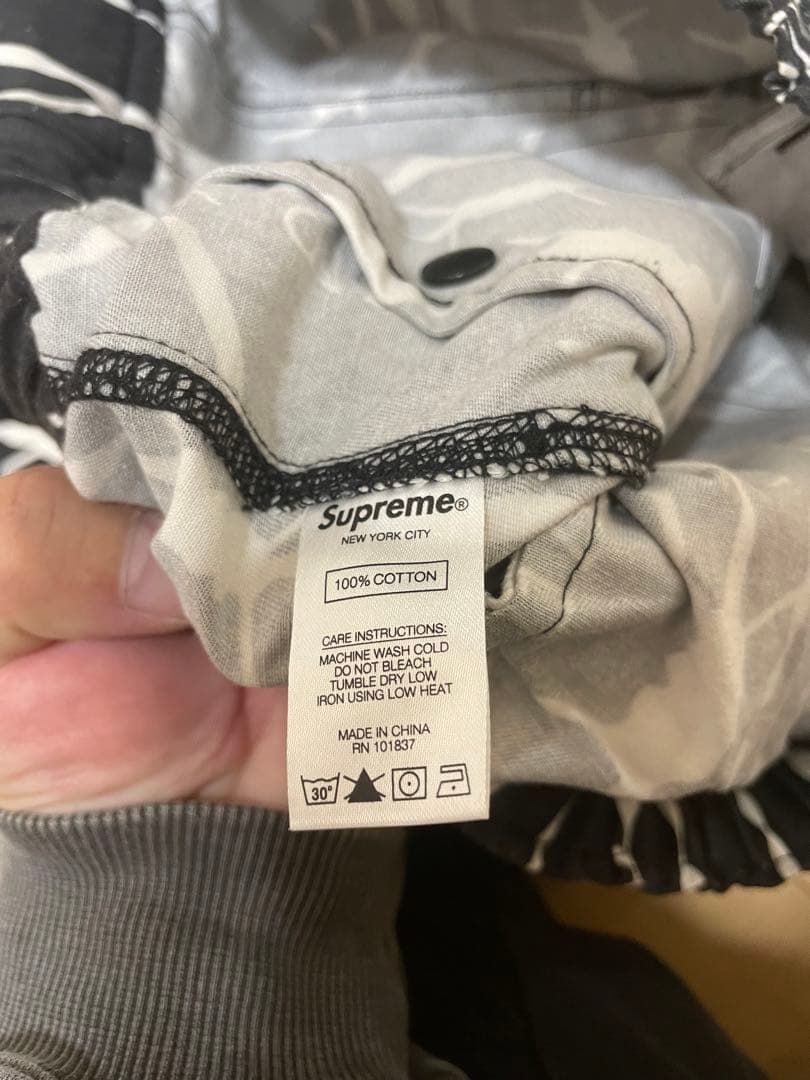 Supreme®
NEW YORK CITY
100% COTTON
CARE INSTRUCTIONS:
MACHINE WASH COLD
DO NOT BLEACH
TUMBLE DRY LOW
IRON USING LOW HEAT
MADE IN CHINA
RN 101837
30°